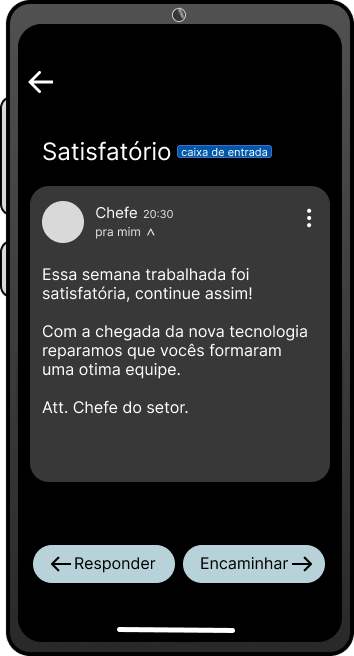 Satisfatório caixa de entrada
Chefe 20:30
pra mim ^
Essa semana trabalhada foi
satisfatória, continue assim!
Com a chegada da nova tecnologia
reparamos que vocês formaram
uma otima equipe.
Att. Chefe do setor.
Responder Encaminhar